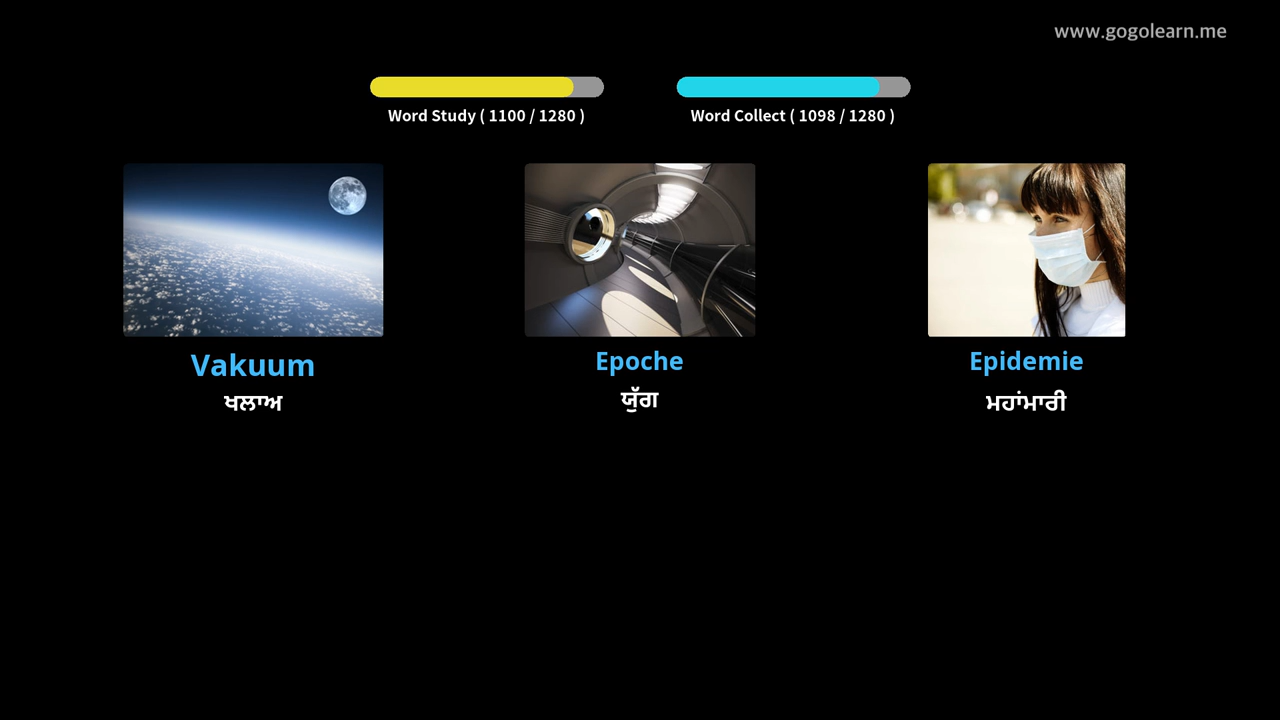 www.gogolearn.me
Word Study ( 1100 / 1280 )
Word Collect ( 1098 / 1280 )
Vakuum
ਖਲਾਅ
Epoche
ਯੁੱਗ
Epidemie
ਮਹਾਂਮਾਰੀ